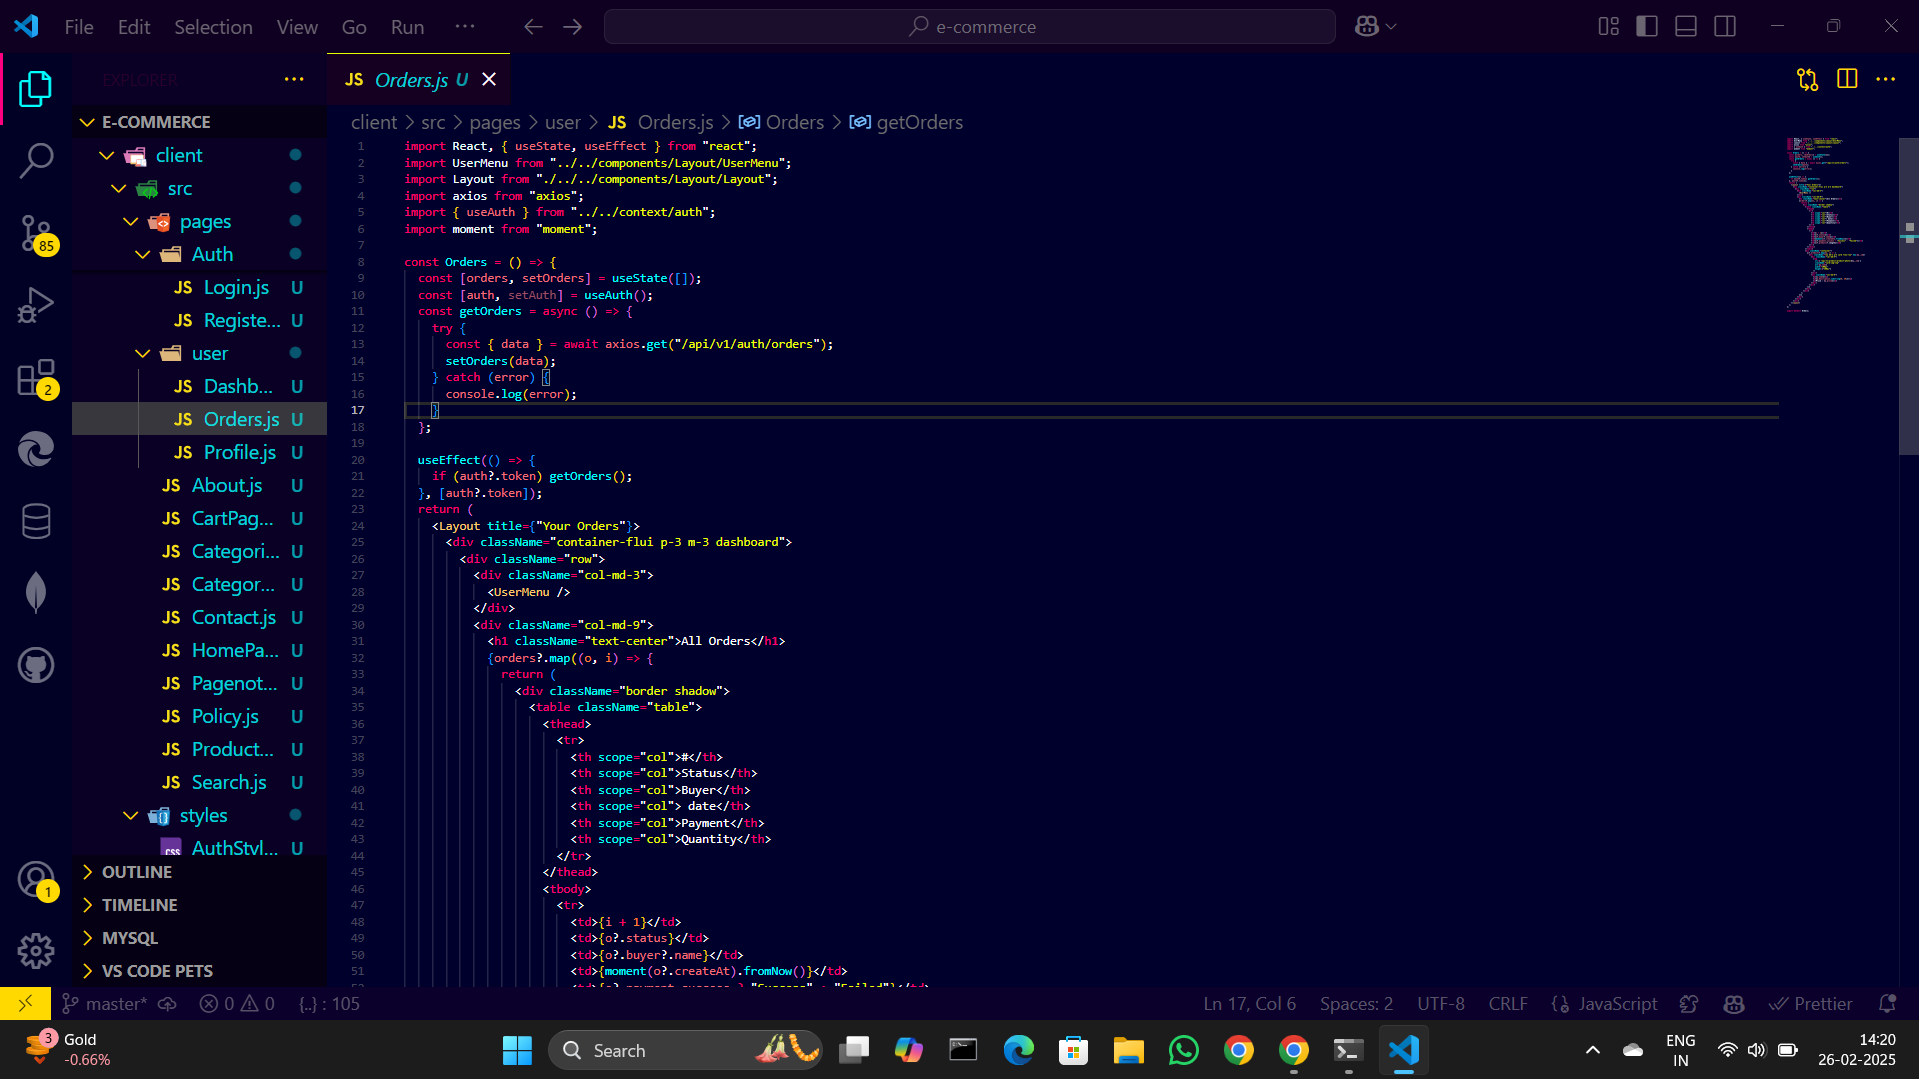 File Edit Selection View Go Run ··· e-commerce
EXPLORER ···
E-COMMERCE
client
src
pages
Auth
Login.js U
Registe... U
user
Dashb... U
Orders.js U
Profile.js U
About.js U
CartPag... U
Categori... U
Categor... U
Contact.js U
HomePa... U
Pagenot... U
Policy.js U
Product... U
Search.js U
styles
AuthStyl... U
OUTLINE
TIMELINE
MYSQL
VS CODE PETS
85
2
1
JS Orders.js U
client > src > pages > user > JS Orders.js > Orders > getOrders
1 import React, { useState, useEffect } from "react";
2 import UserMenu from "../../components/Layout/UserMenu";
3 import Layout from "./../../components/Layout/Layout";
4 import axios from "axios";
5 import { useAuth } from "../../context/auth";
6 import moment from "moment";
7
8 const Orders = () => {
9 const [orders, setOrders] = useState([]);
10 const [auth, setAuth] = useAuth();
11 const getOrders = async () => {
12 try {
13 const { data } = await axios.get("/api/v1/auth/orders");
14 setOrders(data);
15 } catch (error) {
16 console.log(error);
17 }
18 };
19
20 useEffect(() => {
21 if (auth?.token) getOrders();
22 }, [auth?.token]);
23 return (
24 <Layout title={"Your Orders"}>
25 <div className="container-flui p-3 m-3 dashboard">
26 <div className="row">
27 <div className="col-md-3">
28 <UserMenu />
29 </div>
30 <div className="col-md-9">
31 <h1 className="text-center">All Orders</h1>
32 {orders?.map((o, i) => {
33 return (
34 <div className="border shadow">
35 <table className="table">
36 <thead>
37 <tr>
38 <th scope="col">#</th>
39 <th scope="col">Status</th>
40 <th scope="col">Buyer</th>
41 <th scope="col"> date</th>
42 <th scope="col">Payment</th>
43 <th scope="col">Quantity</th>
44 </tr>
45 </thead>
46 <tbody>
47 <tr>
48 <td>{i + 1}</td>
49 <td>{o?.status}</td>
50 <td>{o?.buyer?.name}</td>
51 <td>{moment(o?.createAt).fromNow()}</td>
master* 0 0 {..} : 105 Ln 17, Col 6 Spaces: 2 UTF-8 CRLF JavaScript Prettier
3 Gold
-0.66%
Search
ENG
IN
14:20
26-02-2025